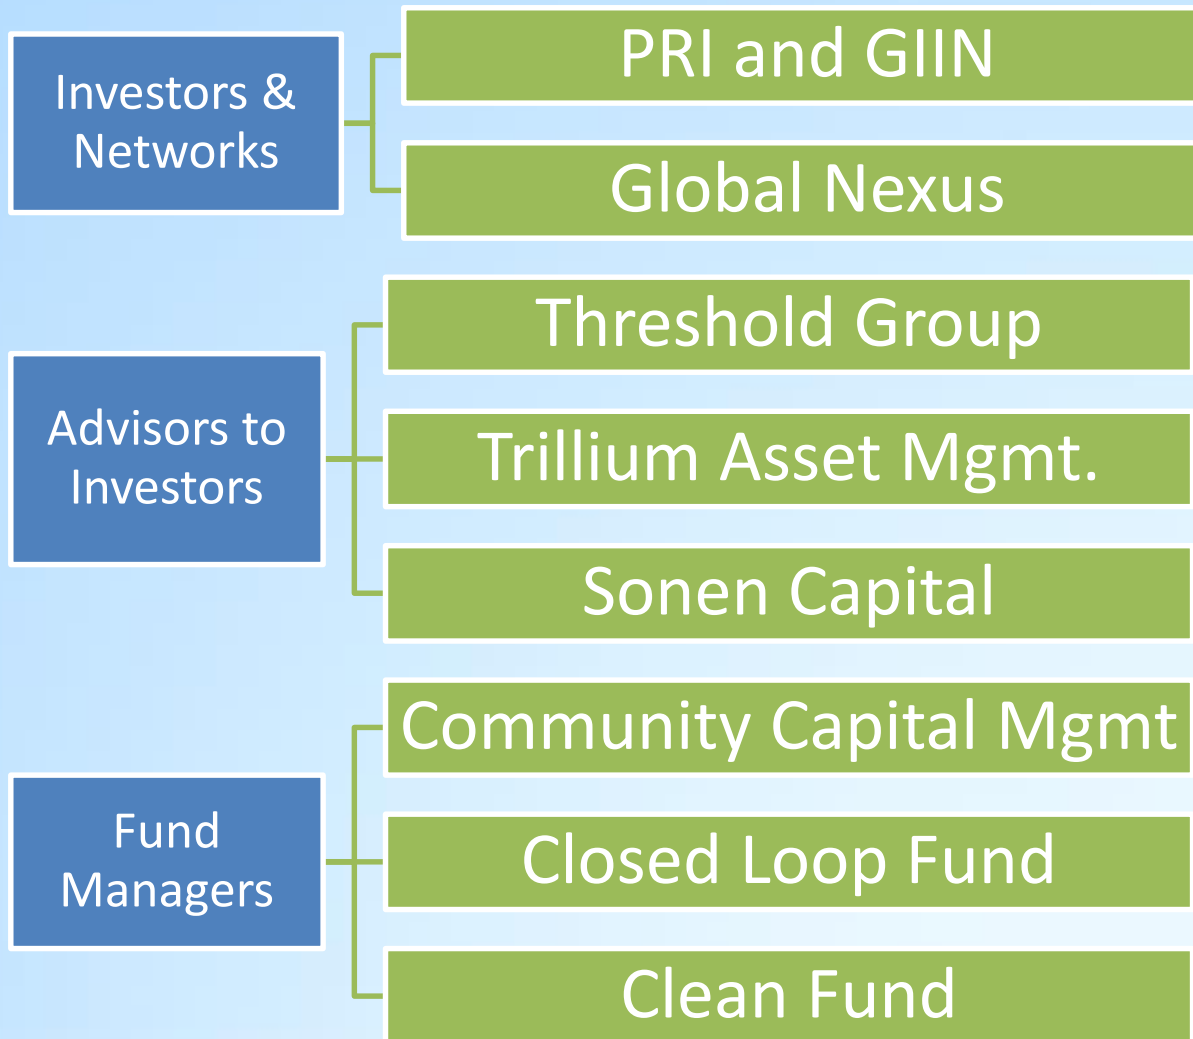 Investors &
Networks
PRI and GIIN
Global Nexus
Advisors to
Investors
Threshold Group
Trillium Asset Mgmt.
Sonen Capital
Fund
Managers
Community Capital Mgmt
Closed Loop Fund
Clean Fund